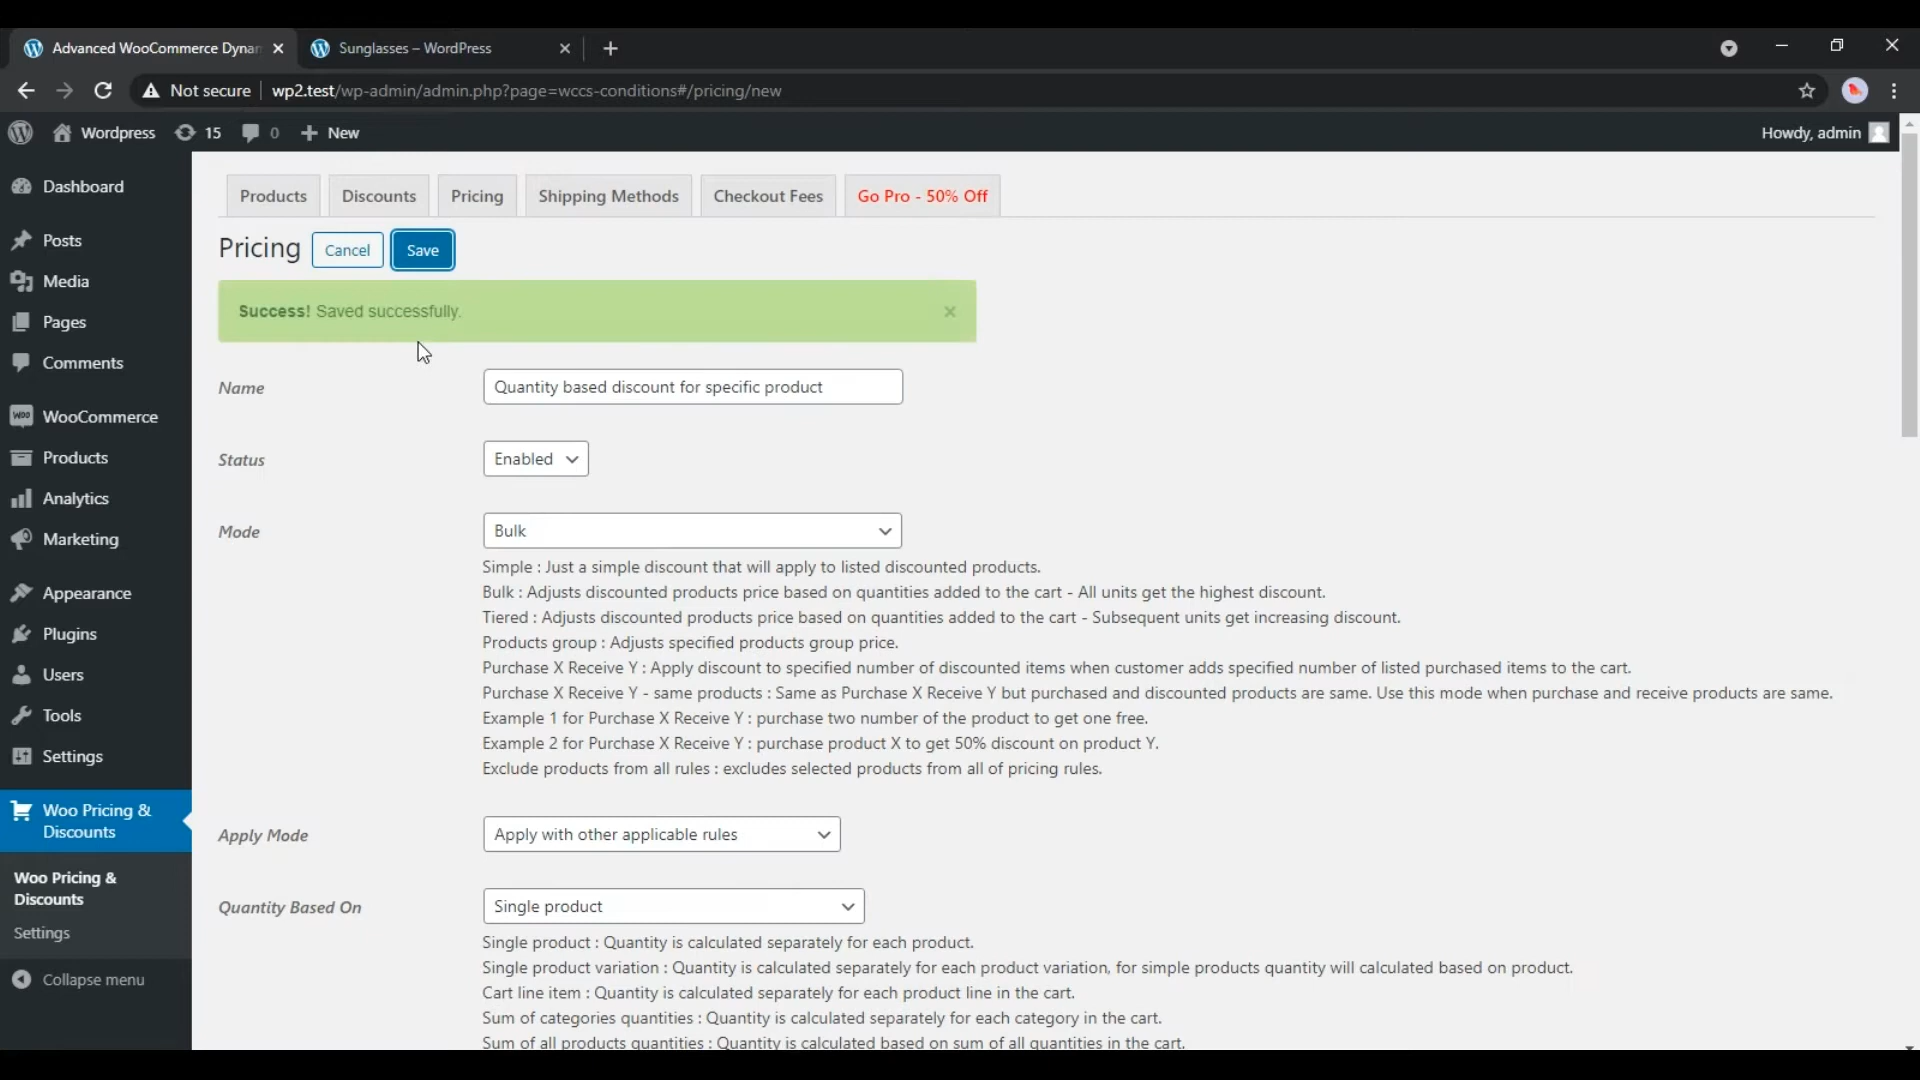 Advanced WooCommerce Dynar
Sunglasses – WordPress
Not secure
wp2.test/wp-admin/admin.php?page=wccs-conditions#/pricing/new
Wordpress
15
0
New
Howdy, admin
Dashboard
Posts
Media
Pages
Comments
WooCommerce
Products
Analytics
Marketing
Appearance
Plugins
Users
Tools
Settings
Woo Pricing &
Discounts
Woo Pricing &
Discounts
Settings
Collapse menu
Products
Discounts
Pricing
Shipping Methods
Checkout Fees
Go Pro - 50% Off
Pricing
Cancel
Save
Success! Saved successfully.
Name
Quantity based discount for specific product
Status
Enabled
Mode
Bulk
Simple : Just a simple discount that will apply to listed discounted products.
Bulk : Adjusts discounted products price based on quantities added to the cart - All units get the highest discount.
Tiered : Adjusts discounted products price based on quantities added to the cart - Subsequent units get increasing discount.
Products group : Adjusts specified products group price.
Purchase X Receive Y : Apply discount to specified number of discounted items when customer adds specified number of listed purchased items to the cart.
Purchase X Receive Y - same products : Same as Purchase X Receive Y but purchased and discounted products are same. Use this mode when purchase and receive products are same.
Example 1 for Purchase X Receive Y : purchase two number of the product to get one free.
Example 2 for Purchase X Receive Y : purchase product X to get 50% discount on product Y.
Exclude products from all rules : excludes selected products from all of pricing rules.
Apply Mode
Apply with other applicable rules
Quantity Based On
Single product
Single product : Quantity is calculated separately for each product.
Single product variation : Quantity is calculated separately for each product variation, for simple products quantity will calculated based on product.
Cart line item : Quantity is calculated separately for each product line in the cart.
Sum of categories quantities : Quantity is calculated separately for each category in the cart.
Sum of all products quantities : Quantity is calculated based on sum of all quantities in the cart.